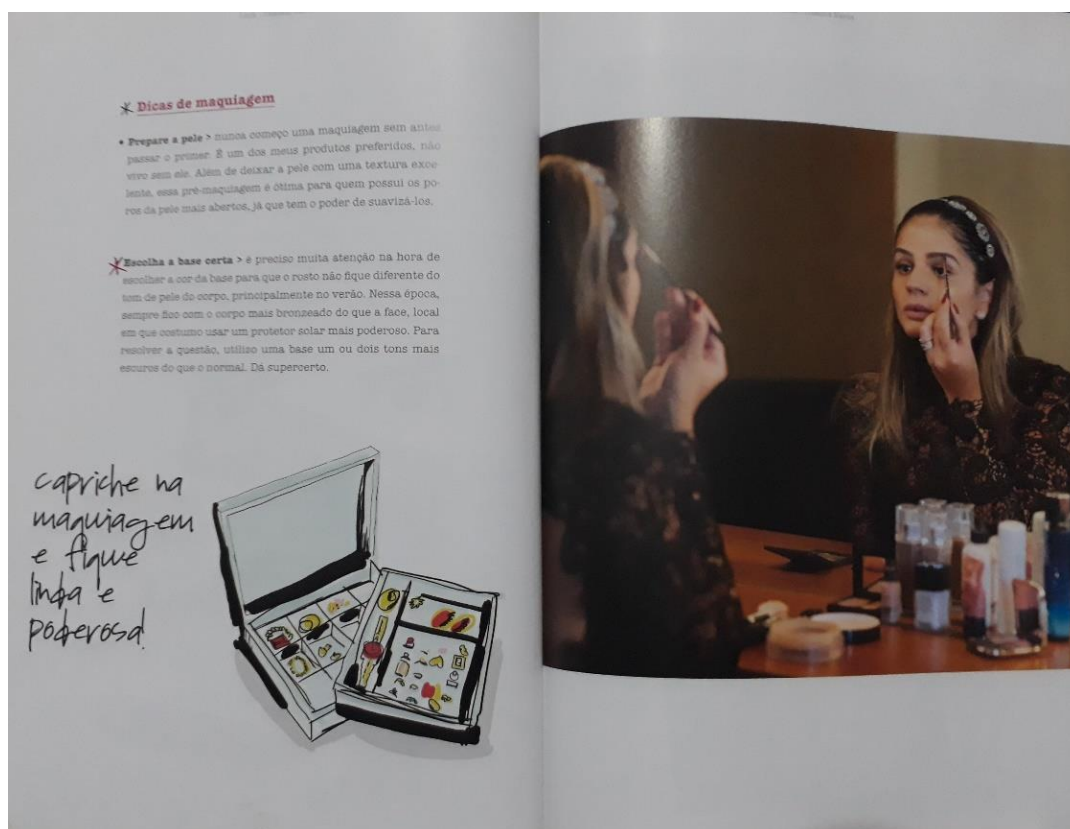 Dicas de maquiagem
• Prepare a pele > nunca começo uma maquiagem sem antes
passar o primer. É um dos meus produtos preferidos, não
vivo sem ele. Além de deixar a pele com uma textura exce-
lente, essa pré-maquiagem é ótima para quem possui os po-
ros da pele mais abertos, já que tem o poder de suavizá-los.
Escolha a base certa > é preciso muita atenção na hora de
escolher a cor da base para que o rosto não fique diferente do
tom de pele do corpo, principalmente no verão. Nessa época,
sempre fico com o corpo mais bronzeado do que a face, local
em que costumo usar um protetor solar mais poderoso. Para
resolver a questão, utilizo uma base um ou dois tons mais
escuros do que o normal. Dá supercerto.
capriche na
maquiagem
e fique
linda e
poderosa!